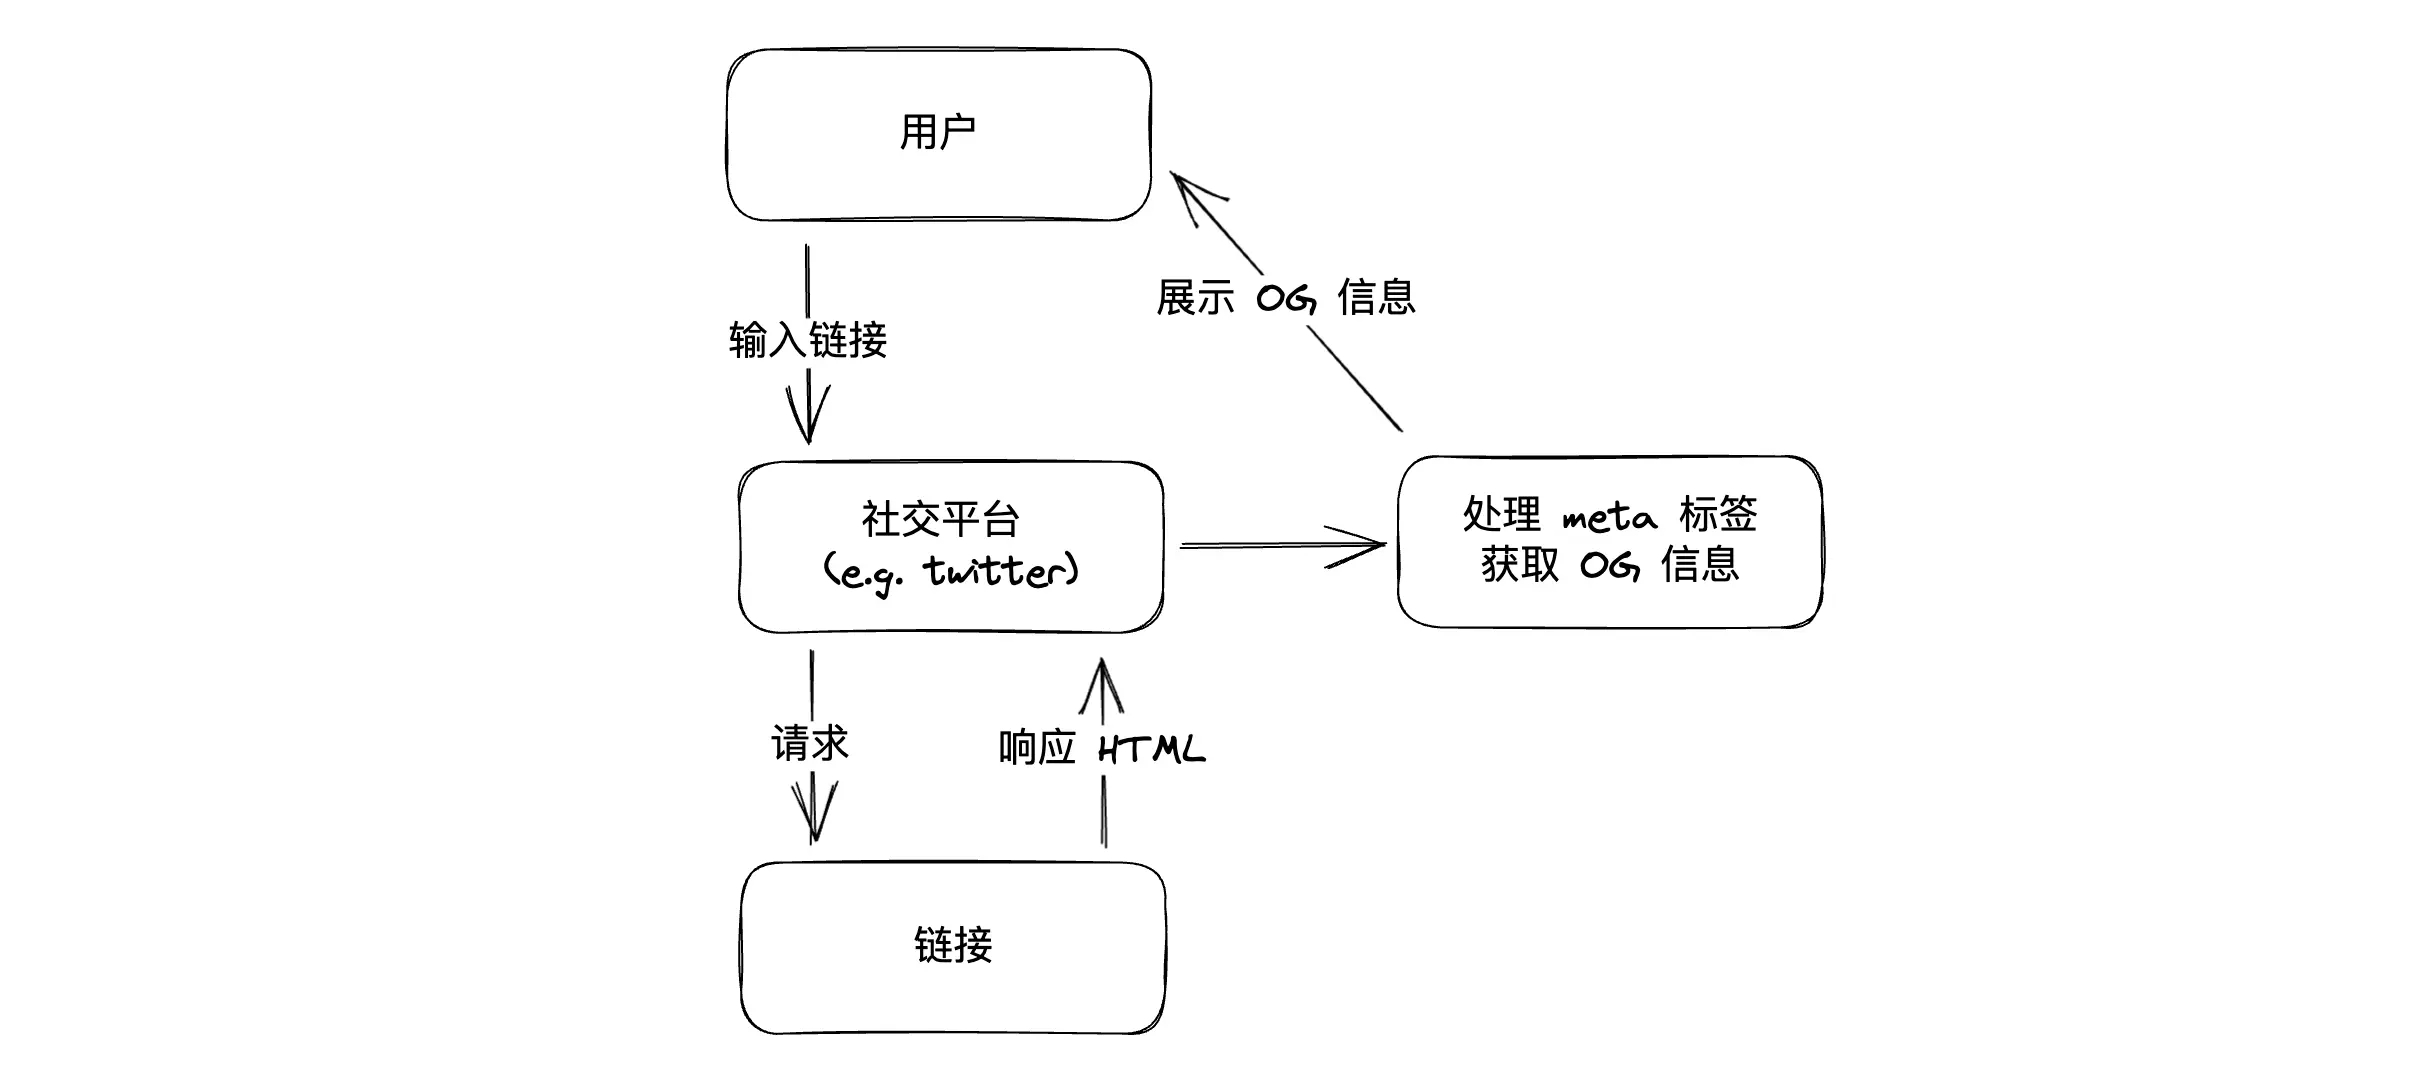 用户
输入链接
展示 OG 信息
社交平台
(e.g. twitter)
处理 meta 标签
获取 OG 信息
请求
响应 HTML
链接